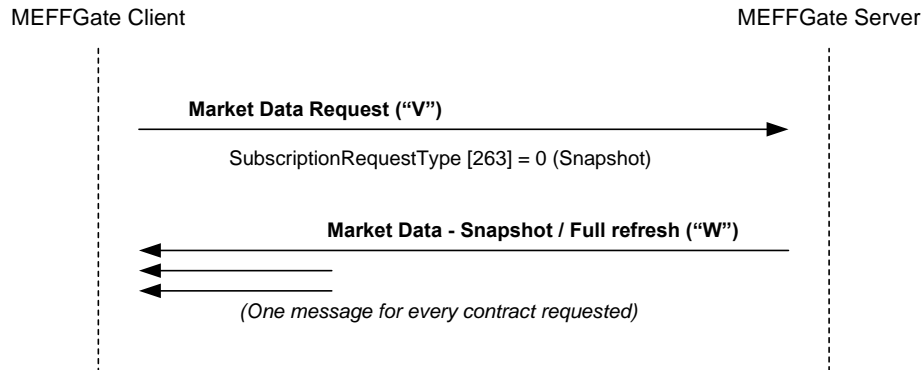 MEFFGate Client
MEFFGate Server
Market Data Request (“V”)
SubscriptionRequestType [263] = 0 (Snapshot)
Market Data - Snapshot / Full refresh (“W”)
(One message for every contract requested)